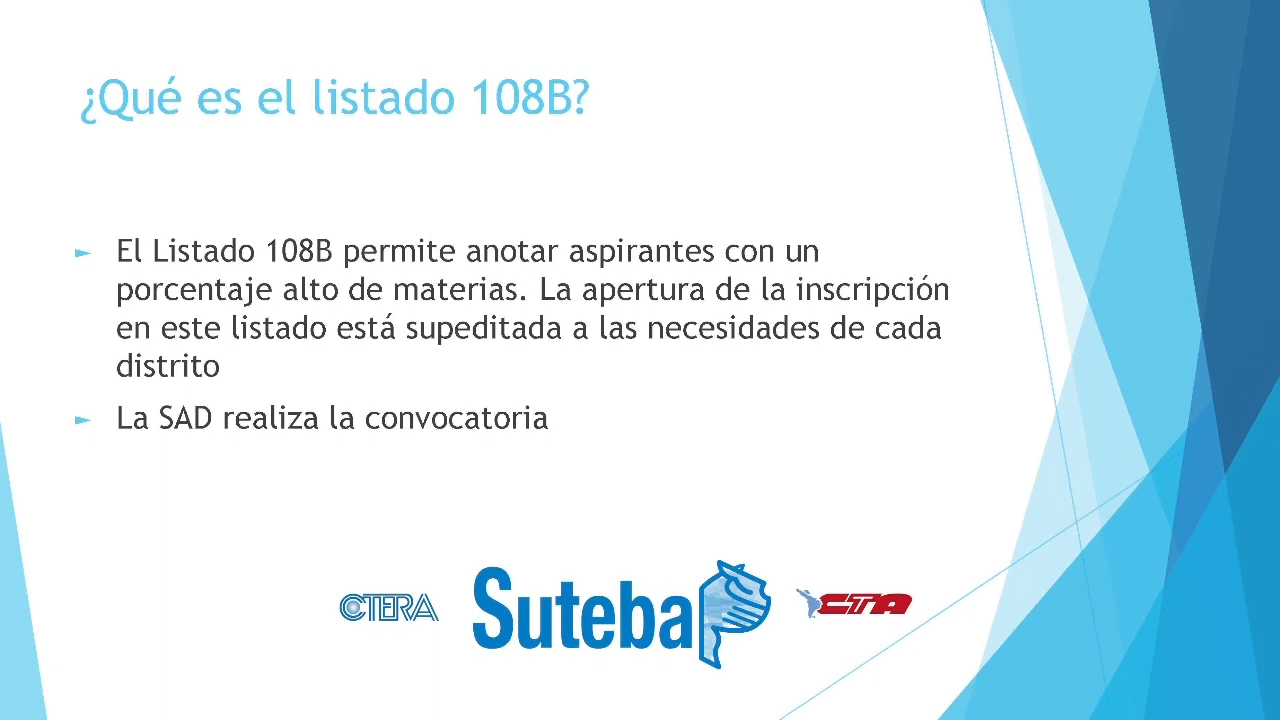 ¿Qué es el listado 108B?
El Listado 108B permite anotar aspirantes con un
porcentaje alto de materias. La apertura de la inscripción
en este listado está supeditada a las necesidades de cada
distrito
La SAD realiza la convocatoria
CTERA
Suteba
CTA